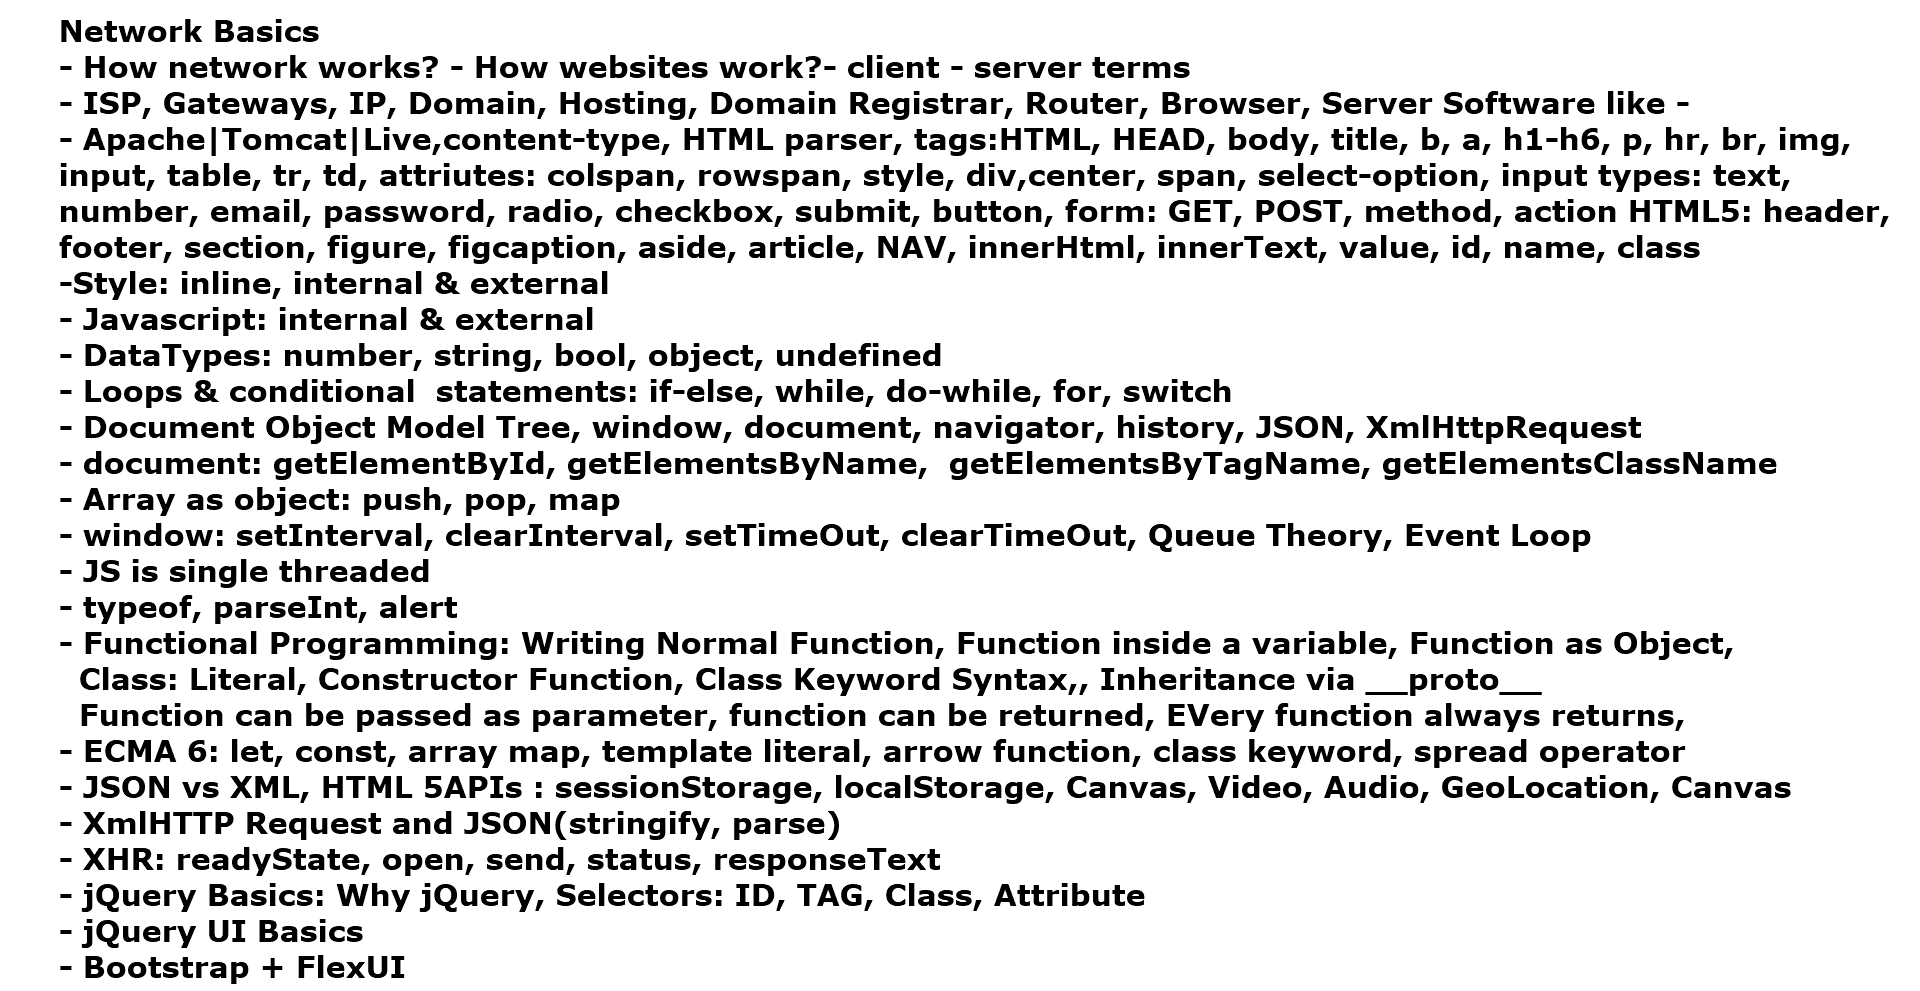 Network Basics
- How network works? - How websites work?- client - server terms
- ISP, Gateways, IP, Domain, Hosting, Domain Registrar, Router, Browser, Server Software like -
- Apache|Tomcat|Live,content-type, HTML parser, tags:HTML, HEAD, body, title, b, a, h1-h6, p, hr, br, img,
input, table, tr, td, attriutes: colspan, rowspan, style, div,center, span, select-option, input types: text,
number, email, password, radio, checkbox, submit, button, form: GET, POST, method, action HTML5: header,
footer, section, figure, figcaption, aside, article, NAV, innerHtml, innerText, value, id, name, class
-Style: inline, internal & external
- Javascript: internal & external
- DataTypes: number, string, bool, object, undefined
- Loops & conditional  statements: if-else, while, do-while, for, switch
- Document Object Model Tree, window, document, navigator, history, JSON, XmlHttpRequest
- document: getElementById, getElementsByName,  getElementsByTagName, getElementsClassName
- Array as object: push, pop, map
- window: setInterval, clearInterval, setTimeOut, clearTimeOut, Queue Theory, Event Loop
- JS is single threaded
- typeof, parseInt, alert
- Functional Programming: Writing Normal Function, Function inside a variable, Function as Object,
Class: Literal, Constructor Function, Class Keyword Syntax,, Inheritance via __proto__
Function can be passed as parameter, function can be returned, EVery function always returns,
- ECMA 6: let, const, array map, template literal, arrow function, class keyword, spread operator
- JSON vs XML, HTML 5APIs : sessionStorage, localStorage, Canvas, Video, Audio, GeoLocation, Canvas
- XmlHTTP Request and JSON(stringify, parse)
- XHR: readyState, open, send, status, responseText
- jQuery Basics: Why jQuery, Selectors: ID, TAG, Class, Attribute
- jQuery UI Basics
- Bootstrap + FlexUI